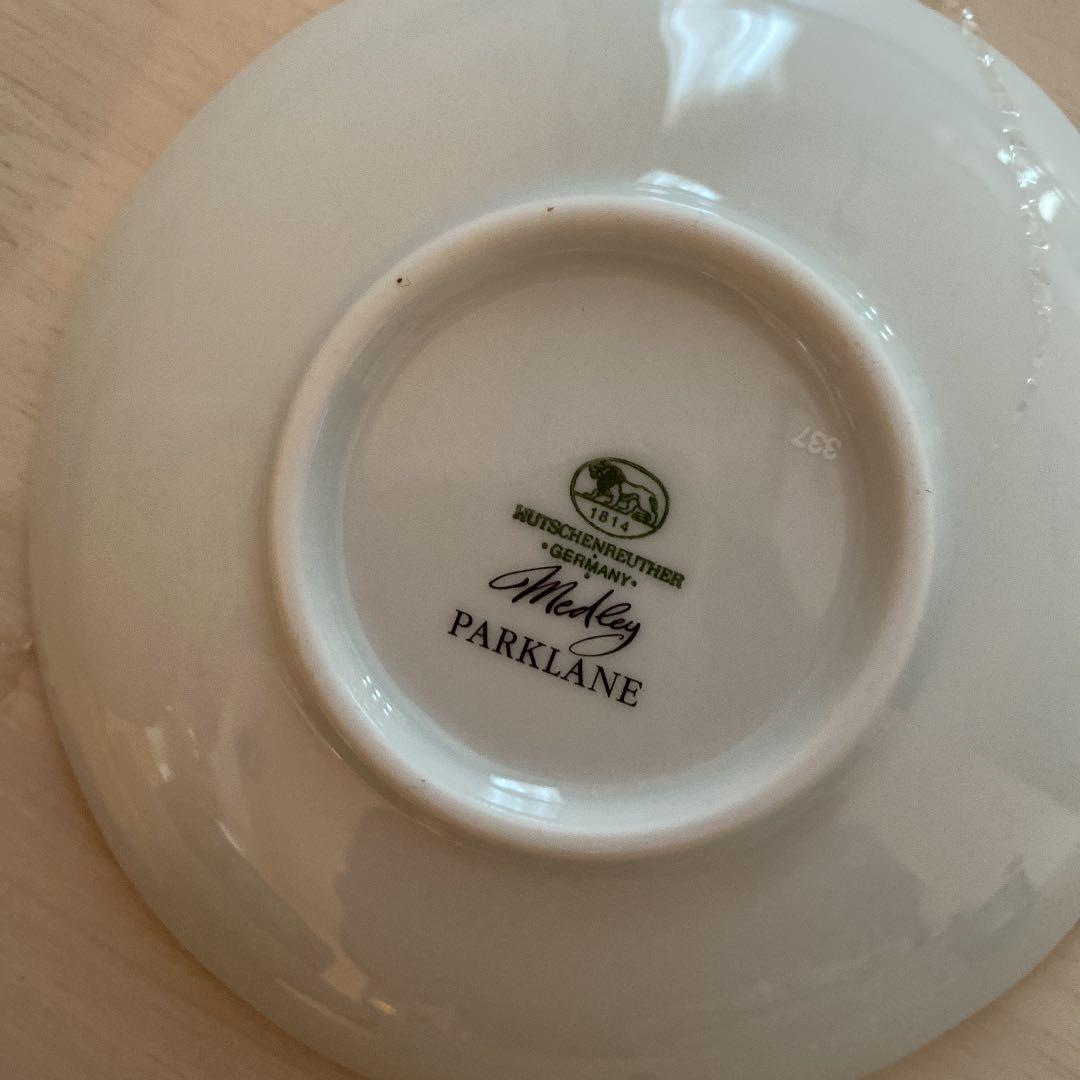 1814
HUTSCHENREUTHER
•GERMANY•
Medley
PARKLANE
337